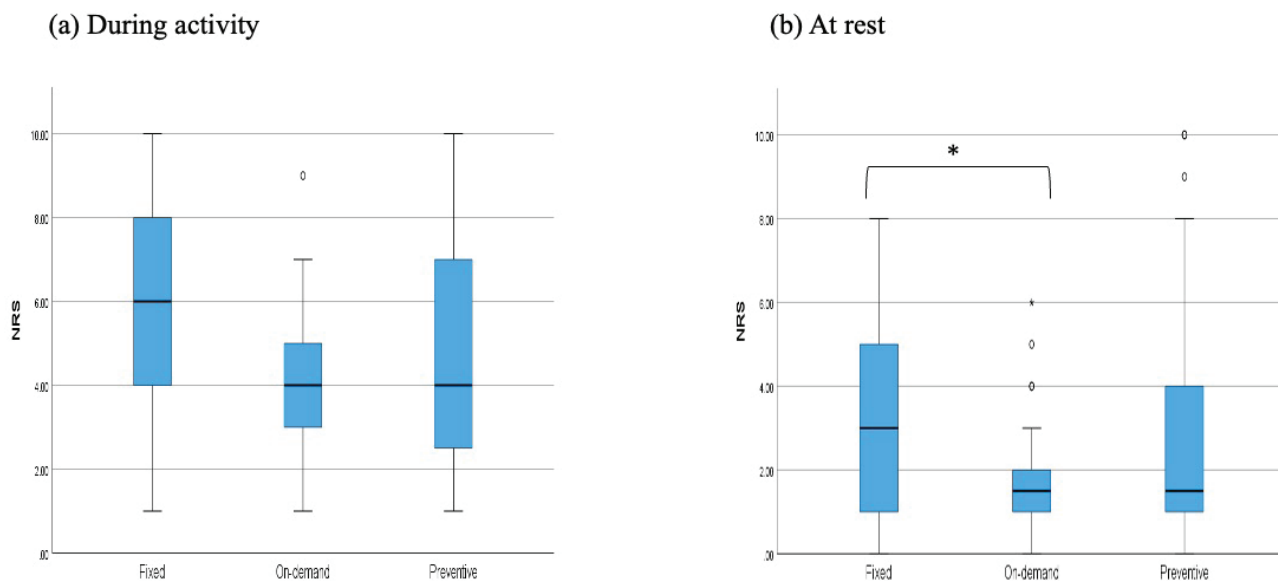 (a) During activity
NRS
10.00
8.00
6.00
4.00
2.00
.00
Fixed
On-demand
Preventive
(b) At rest
NRS
10.00
8.00
6.00
4.00
2.00
.00
*
Fixed
On-demand
Preventive